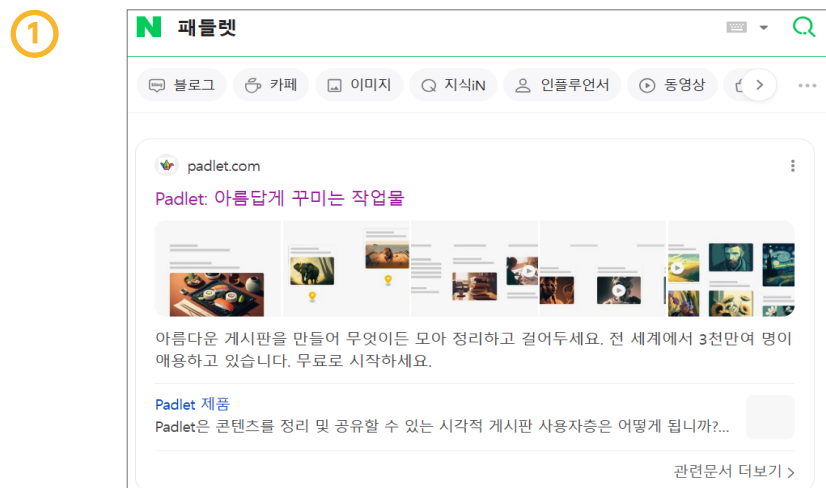 ①
N 패들렛
블로그 카페 이미지 지식iN 인플루언서 동영상
padlet.com
Padlet: 아름답게 꾸미는 작업물
아름다운 게시판을 만들어 무엇이든 모아 정리하고 걸어두세요. 전 세계에서 3천만여 명이
애용하고 있습니다. 무료로 시작하세요.
Padlet 제품
Padlet은 콘텐츠를 정리 및 공유할 수 있는 시각적 게시판 사용자층은 어떻게 됩니까?...
관련문서 더보기